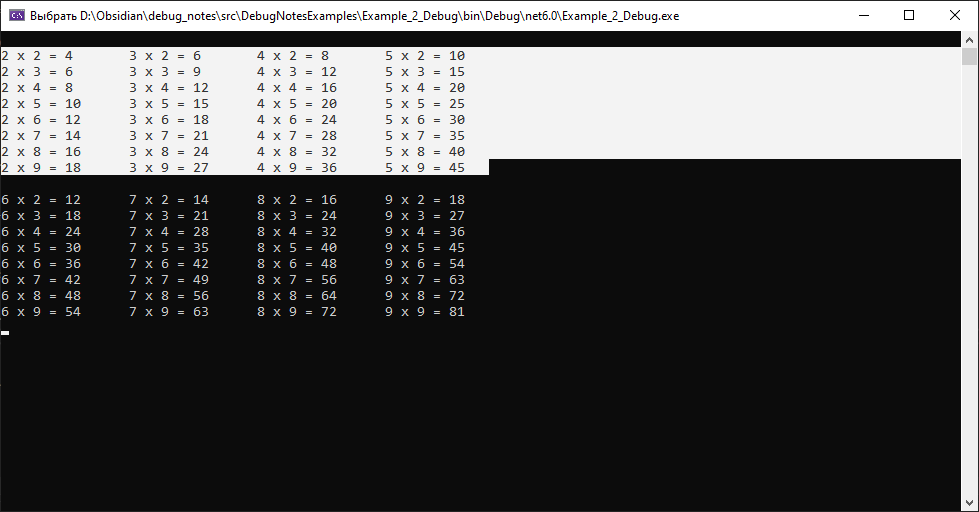 Выбрать D:\Obsidian\debug_notes\src\DebugNotesExamples\Example_2_Debug\bin\Debug\net6.0\Example_2_Debug.exe
2 x 2 = 4 3 x 2 = 6 4 x 2 = 8 5 x 2 = 10
2 x 3 = 6 3 x 3 = 9 4 x 3 = 12 5 x 3 = 15
2 x 4 = 8 3 x 4 = 12 4 x 4 = 16 5 x 4 = 20
2 x 5 = 10 3 x 5 = 15 4 x 5 = 20 5 x 5 = 25
2 x 6 = 12 3 x 6 = 18 4 x 6 = 24 5 x 6 = 30
2 x 7 = 14 3 x 7 = 21 4 x 7 = 28 5 x 7 = 35
2 x 8 = 16 3 x 8 = 24 4 x 8 = 32 5 x 8 = 40
2 x 9 = 18 3 x 9 = 27 4 x 9 = 36 5 x 9 = 45
6 x 2 = 12 7 x 2 = 14 8 x 2 = 16 9 x 2 = 18
6 x 3 = 18 7 x 3 = 21 8 x 3 = 24 9 x 3 = 27
6 x 4 = 24 7 x 4 = 28 8 x 4 = 32 9 x 4 = 36
6 x 5 = 30 7 x 5 = 35 8 x 5 = 40 9 x 5 = 45
6 x 6 = 36 7 x 6 = 42 8 x 6 = 48 9 x 6 = 54
6 x 7 = 42 7 x 7 = 49 8 x 7 = 56 9 x 7 = 63
6 x 8 = 48 7 x 8 = 56 8 x 8 = 64 9 x 8 = 72
6 x 9 = 54 7 x 9 = 63 8 x 9 = 72 9 x 9 = 81